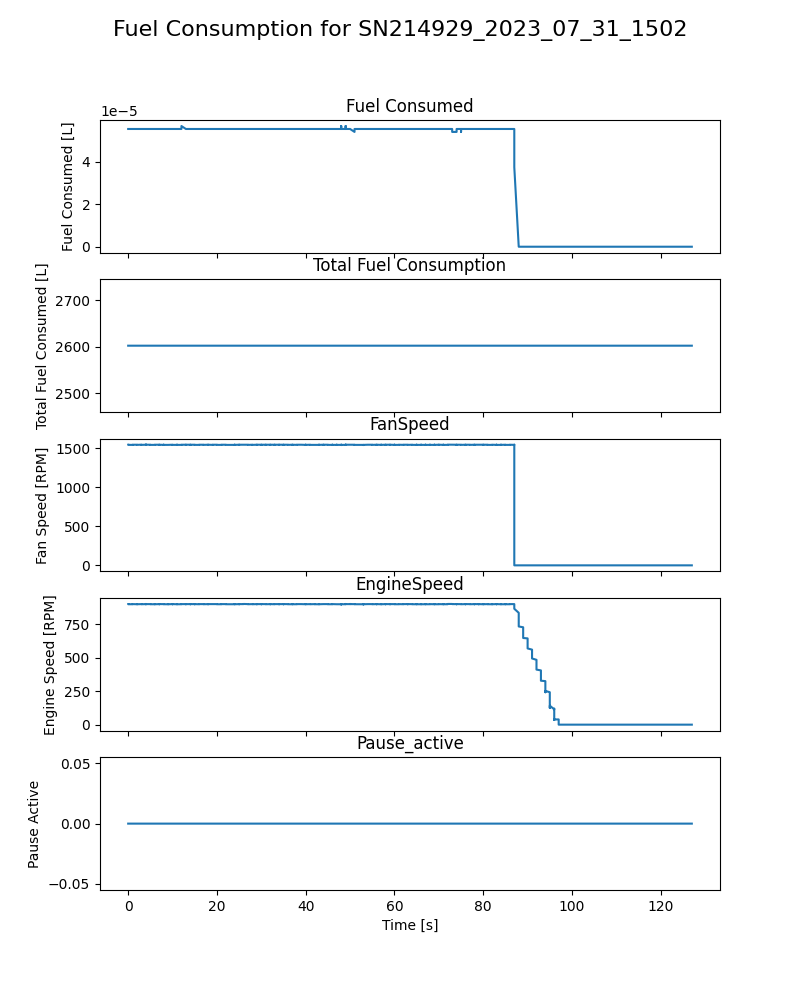 Fuel Consumption for SN214929_2023_07_31_1502
Fuel Consumed
1e−5
Fuel Consumed [L]
4
2
0
Total Fuel Consumption
Total Fuel Consumed [L]
2700
2600
2500
FanSpeed
Fan Speed [RPM]
1500
1000
500
0
EngineSpeed
Engine Speed [RPM]
750
500
250
0
Pause_active
Pause Active
0.05
0.00
−0.05
0 20 40 60 80 100 120
Time [s]